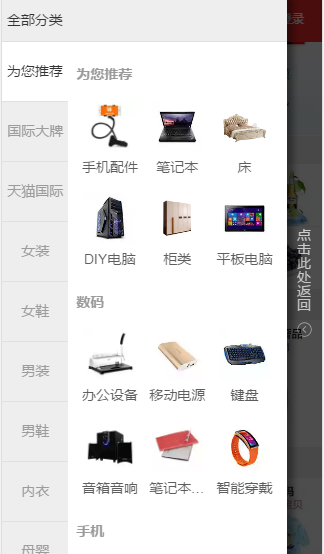 全部分类
登录
为您推荐
国际大牌
天猫国际
女装
女鞋
男装
男鞋
内衣
母婴
为您推荐
手机配件 笔记本 床
DIY电脑 柜类 平板电脑
数码
办公设备 移动电源 键盘
音箱音响 笔记本... 智能穿戴
手机
点击此处返回